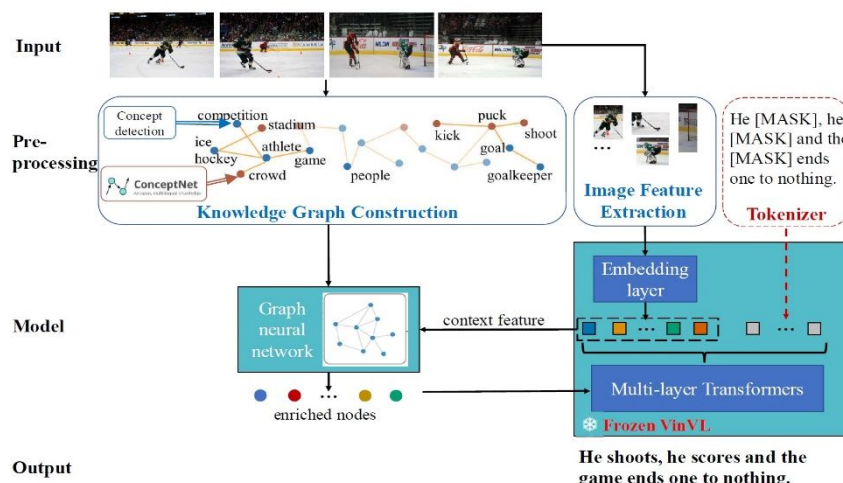 Input
Concept
detection
competition
stadium
ice
hockey
athlete
game
crowd
people
kick
puck
shoot
goal
goalkeeper
ConceptNet
Knowledge Graph Construction
Pre-
processing
Image Feature
Extraction
He [MASK], he
[MASK] and the
[MASK] ends
one to nothing.
Tokenizer
Model
Graph
neural
network
context feature
Embedding
layer
...
Multi-layer Transformers
enriched nodes
Frozen VinVL
Output
He shoots, he scores and the
game ends one to nothing.